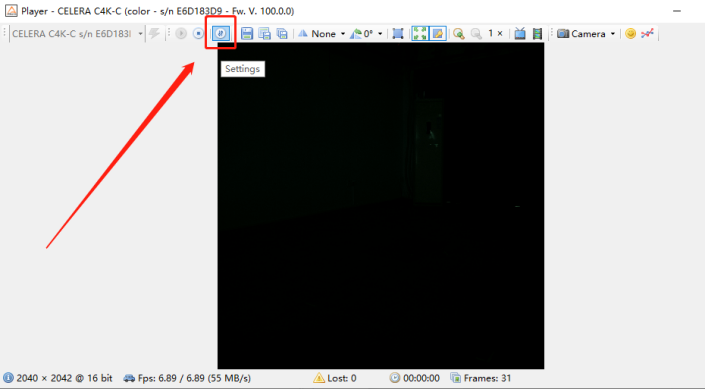 Player - CELERA C4K-C (color - s/n E6D183D9 - Fw. V. 100.0.0)
CELERA C4K-C s/n E6D183 None 0° 1 × Camera
Settings
2040 × 2042 @ 16 bit Fps: 6.89 / 6.89 (55 MB/s) Lost: 0 00:00:00 Frames: 31